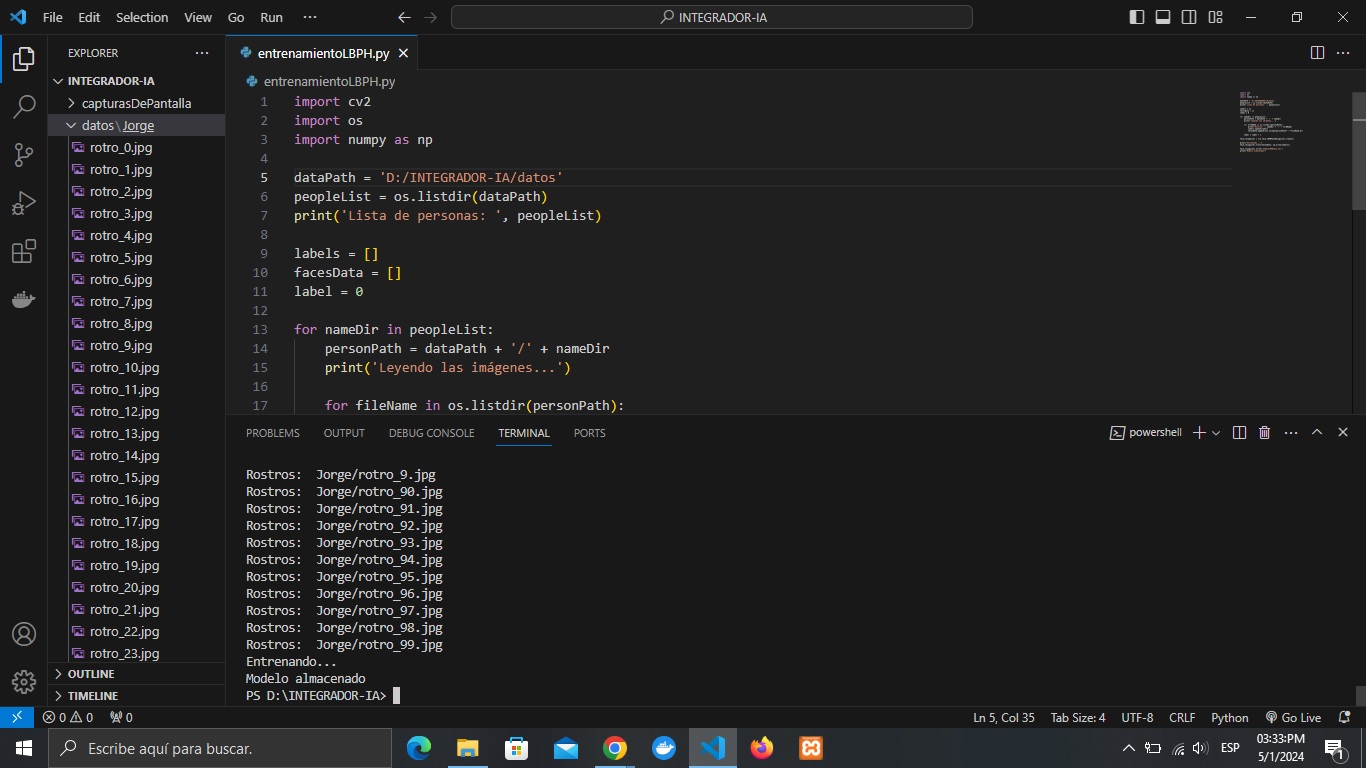 File Edit Selection View Go Run ··· INTEGRADOR-IA
EXPLORER ···
INTEGRADOR-IA
capturasDePantalla
datos\Jorge
rotro_0.jpg
rotro_1.jpg
rotro_2.jpg
rotro_3.jpg
rotro_4.jpg
rotro_5.jpg
rotro_6.jpg
rotro_7.jpg
rotro_8.jpg
rotro_9.jpg
rotro_10.jpg
rotro_11.jpg
rotro_12.jpg
rotro_13.jpg
rotro_14.jpg
rotro_15.jpg
rotro_16.jpg
rotro_17.jpg
rotro_18.jpg
rotro_19.jpg
rotro_20.jpg
rotro_21.jpg
rotro_22.jpg
rotro_23.jpg
OUTLINE
TIMELINE
entrenamientoLBPH.py
entrenamientoLBPH.py
1 import cv2
2 import os
3 import numpy as np
4
5 dataPath = 'D:/INTEGRADOR-IA/datos'
6 peopleList = os.listdir(dataPath)
7 print('Lista de personas: ', peopleList)
8
9 labels = []
10 facesData = []
11 label = 0
12
13 for nameDir in peopleList:
14 personPath = dataPath + '/' + nameDir
15 print('Leyendo las imágenes...')
16
17 for fileName in os.listdir(personPath):
PROBLEMS OUTPUT DEBUG CONSOLE TERMINAL PORTS powershell
Rostros: Jorge/rotro_9.jpg
Rostros: Jorge/rotro_90.jpg
Rostros: Jorge/rotro_91.jpg
Rostros: Jorge/rotro_92.jpg
Rostros: Jorge/rotro_93.jpg
Rostros: Jorge/rotro_94.jpg
Rostros: Jorge/rotro_95.jpg
Rostros: Jorge/rotro_96.jpg
Rostros: Jorge/rotro_97.jpg
Rostros: Jorge/rotro_98.jpg
Rostros: Jorge/rotro_99.jpg
Entrenando...
Modelo almacenado
PS D:\INTEGRADOR-IA>
0 0 0 Ln 5, Col 35 Tab Size: 4 UTF-8 CRLF Python Go Live
Escribe aquí para buscar. ESP 03:33:PM
5/1/2024 1